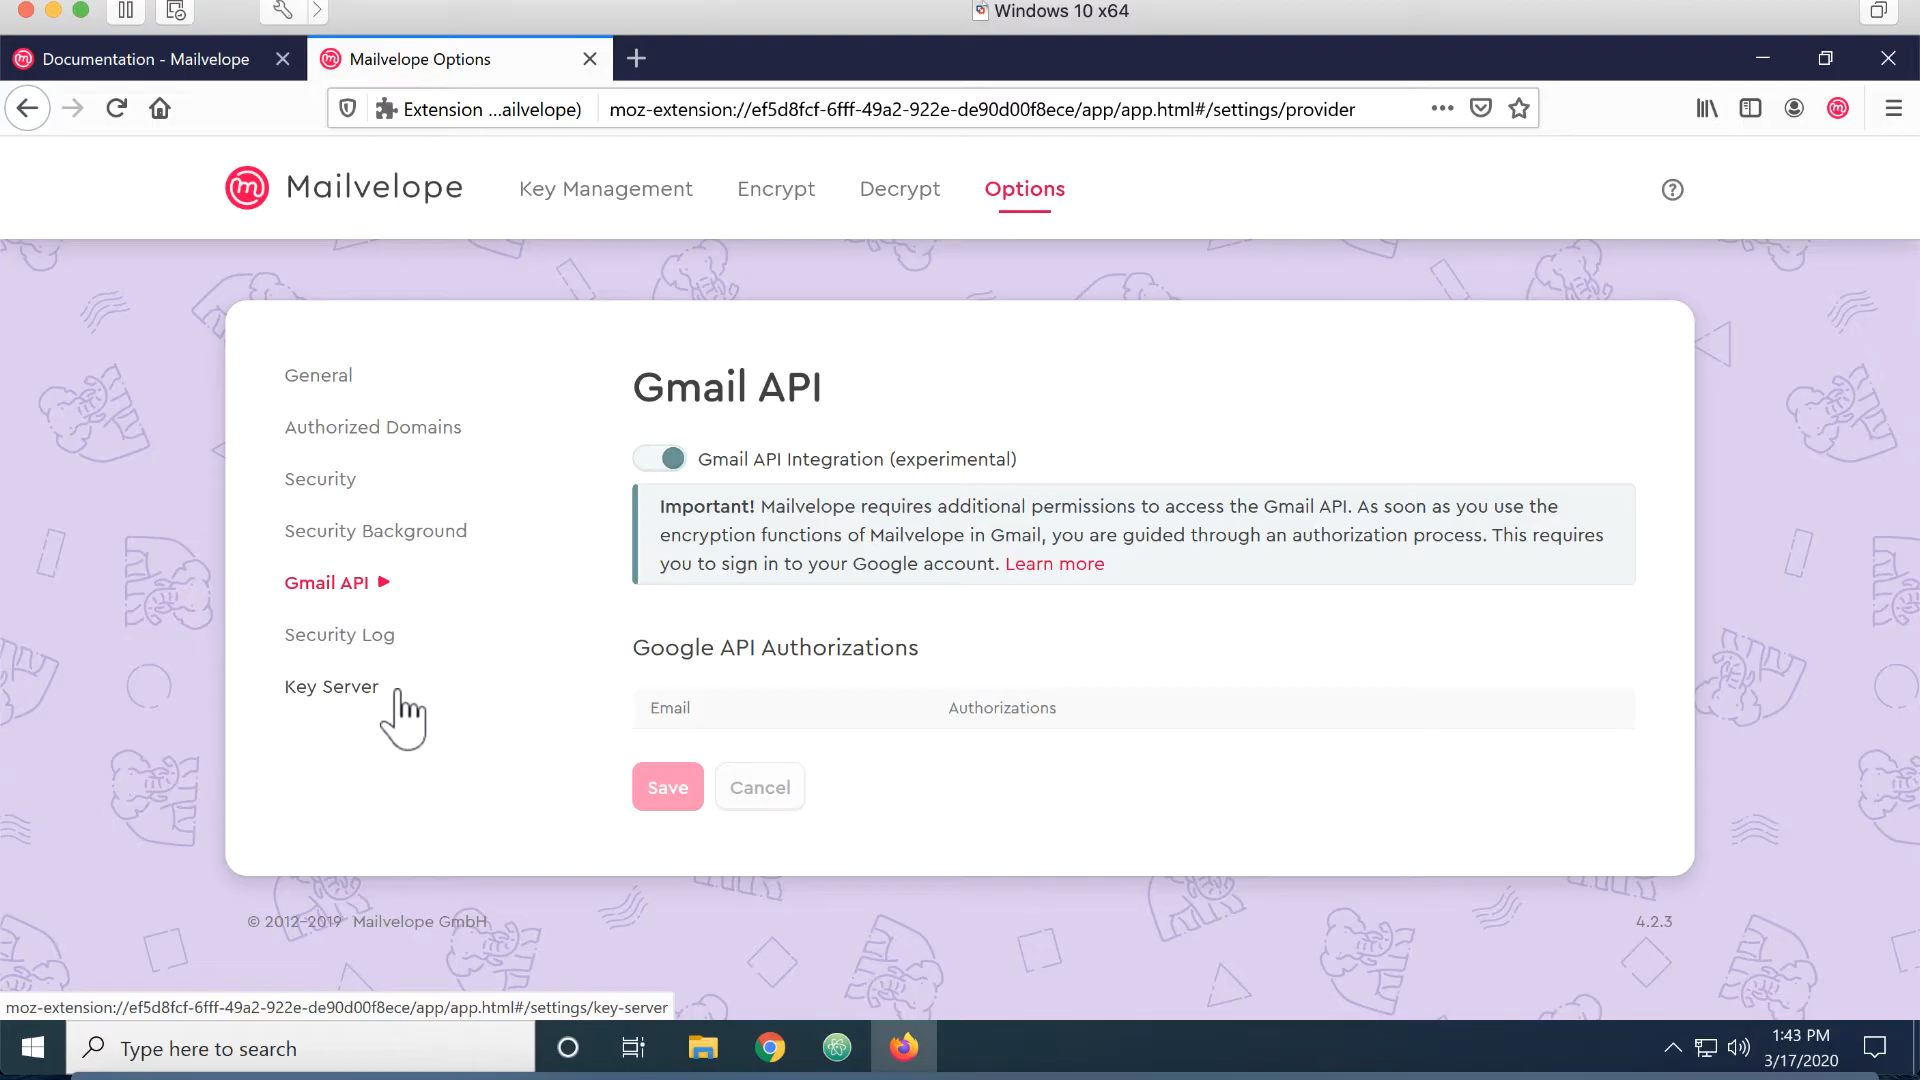 Windows 10 x64
Documentation - Mailvelope
Mailvelope Options
Extension ...ailvelope)
moz-extension://ef5d8fcf-6fff-49a2-922e-de90d00f8ece/app/app.html#/settings/provider
Mailvelope
Key Management
Encrypt
Decrypt
Options
General
Authorized Domains
Security
Security Background
Gmail API
Security Log
Key Server
Gmail API
Gmail API Integration (experimental)
Important! Mailvelope requires additional permissions to access the Gmail API. As soon as you use the
encryption functions of Mailvelope in Gmail, you are guided through an authorization process. This requires
you to sign in to your Google account. Learn more
Google API Authorizations
Email
Authorizations
Save
Cancel
© 2012-2019 Mailvelope GmbH
4.2.3
moz-extension://ef5d8fcf-6fff-49a2-922e-de90d00f8ece/app/app.html#/settings/key-server
Type here to search
1:43 PM
3/17/2020